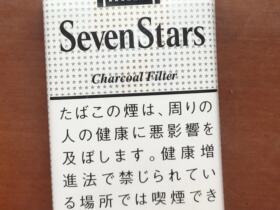 Seven Stars
Charcoal Filter
たばこの煙は、周りの
人の健康に悪影響を
及ぼします。健康増
進法で禁じられてい
る場所では喫煙でき